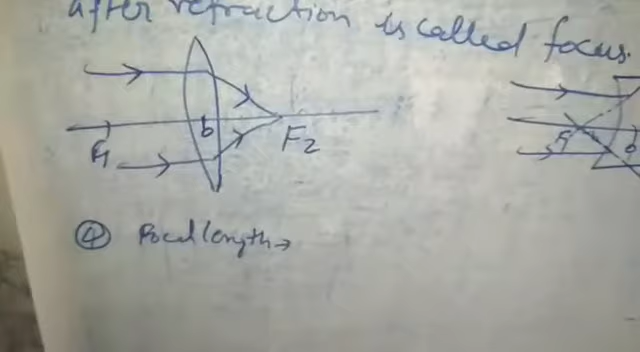 after refraction is called focus.
b
F1 F2
F
④ Focal length→